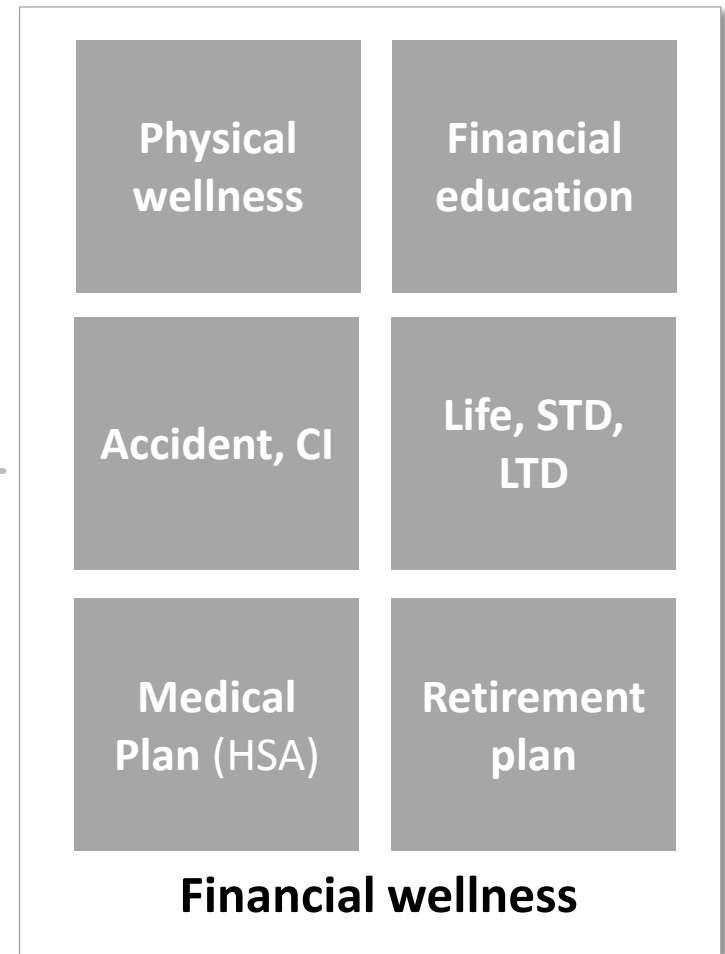 Physical
wellness
Financial
education
Accident, CI
Life, STD,
LTD
Medical
Plan (HSA)
Retirement
plan
Financial wellness